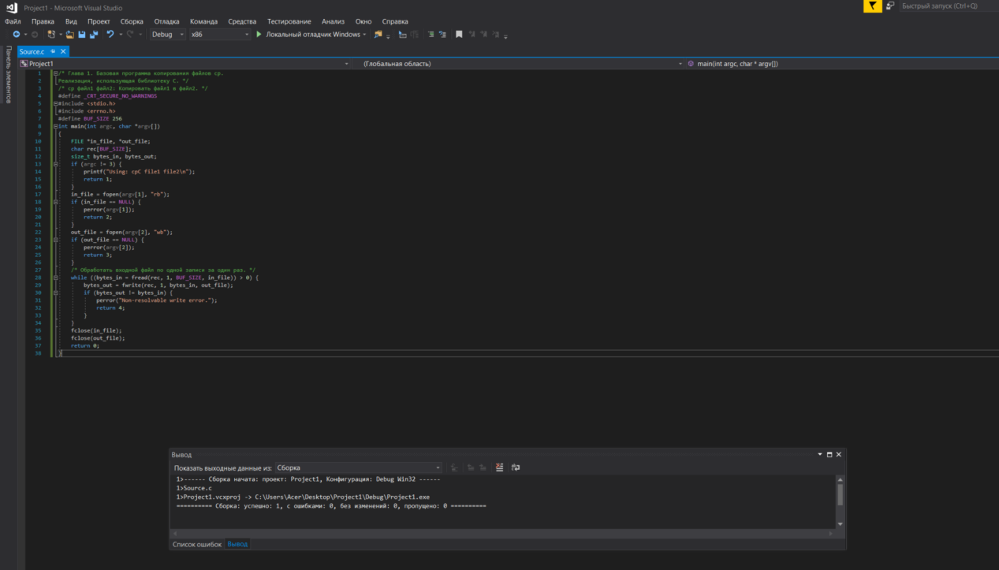 Project1 - Microsoft Visual Studio
Быстрый запуск (Ctrl+Q)
Файл Правка Вид Проект Сборка Отладка Команда Средства Тестирование Анализ Окно Справка
Debug x86 Локальный отладчик Windows
Панель элементов
Source.c
Project1 (Глобальная область) main(int argc, char * argv[])
1 /* Глава 1. Базовая программа копирования файлов cp.
2 Реализация, использующая библиотеку C. */
3 /* cp файл1 файл2: Копировать файл1 в файл2. */
4 #define _CRT_SECURE_NO_WARNINGS
5 #include <stdio.h>
6 #include <errno.h>
7 #define BUF_SIZE 256
8 int main(int argc, char *argv[])
9 {
10 FILE *in_file, *out_file;
11 char rec[BUF_SIZE];
12 size_t bytes_in, bytes_out;
13 if (argc != 3) {
14 printf("Using: cpC file1 file2\n");
15 return 1;
16 }
17 in_file = fopen(argv[1], "rb");
18 if (in_file == NULL) {
19 perror(argv[1]);
20 return 2;
21 }
22 out_file = fopen(argv[2], "wb");
23 if (out_file == NULL) {
24 perror(argv[2]);
25 return 3;
26 }
27 /* Обработать входной файл по одной записи за один раз. */
28 while ((bytes_in = fread(rec, 1, BUF_SIZE, in_file)) > 0) {
29 bytes_out = fwrite(rec, 1, bytes_in, out_file);
30 if (bytes_out != bytes_in) {
31 perror("Non-resolvable write error.");
32 return 4;
33 }
34 }
35 fclose(in_file);
36 fclose(out_file);
37 return 0;
38 }
Вывод
Показать выходные данные из: Сборка
1>------ Сборка начата: проект: Project1, Конфигурация: Debug Win32 ------
1>Source.c
1>Project1.vcxproj -> C:\Users\Acer\Desktop\Project1\Debug\Project1.exe
========== Сборка: успешно: 1, с ошибками: 0, без изменений: 0, пропущено: 0 ==========
Список ошибок Вывод